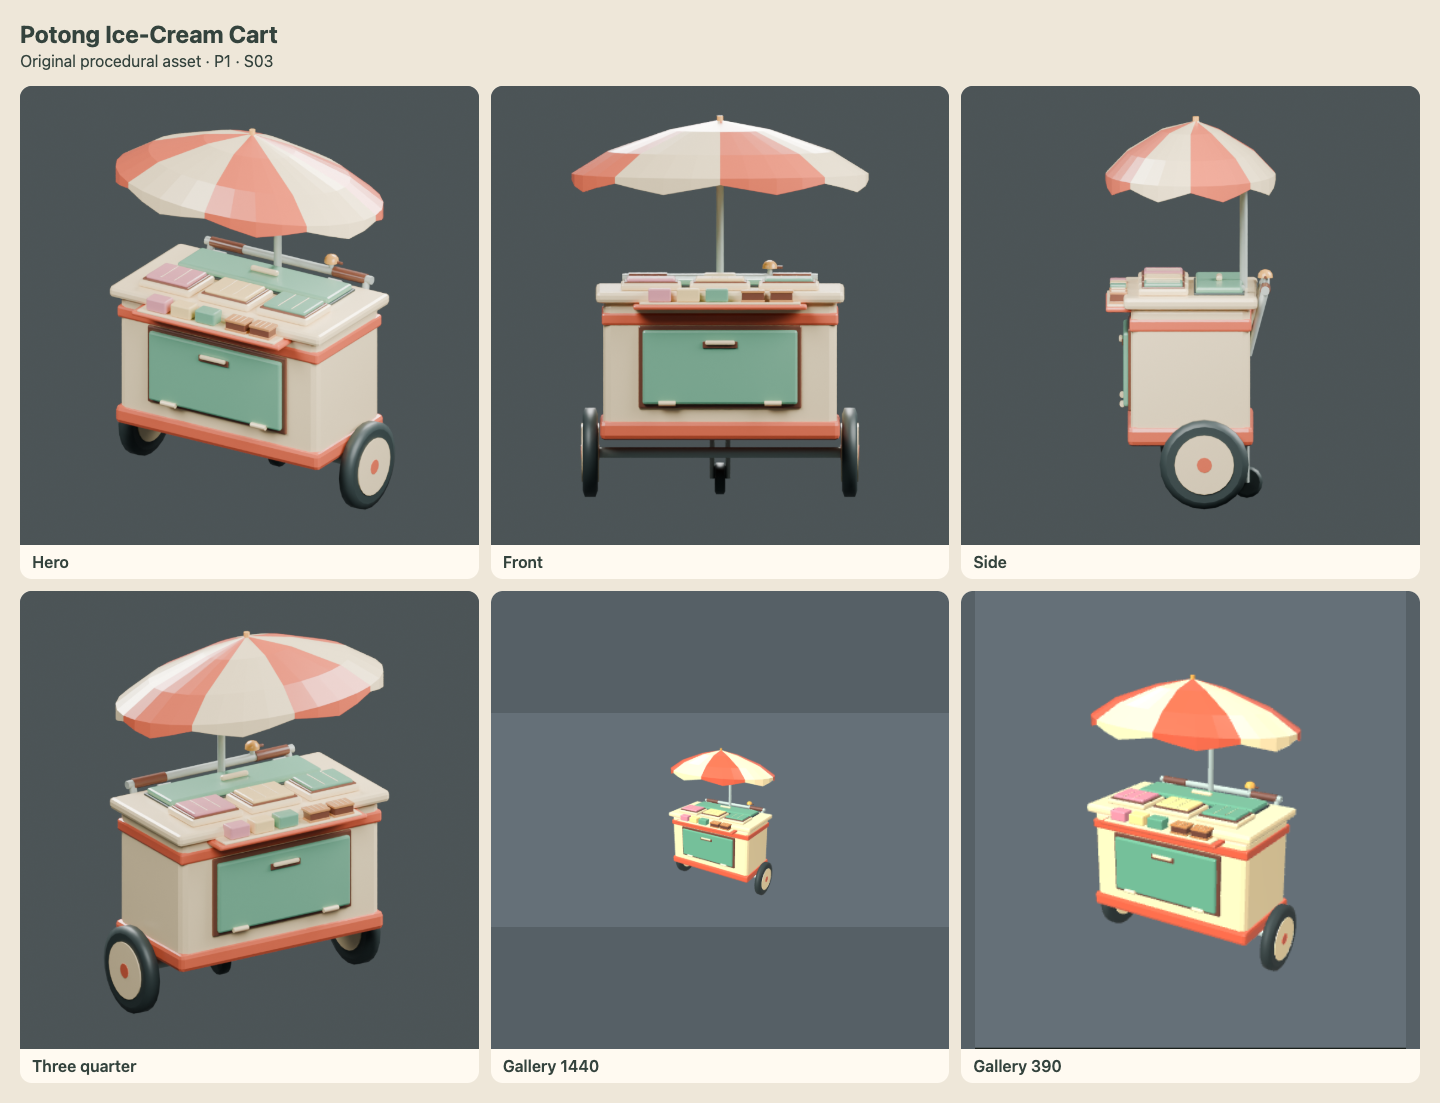 Potong Ice-Cream Cart
Original procedural asset · P1 · S03
Hero
Front
Side
Three quarter
Gallery 1440
Gallery 390